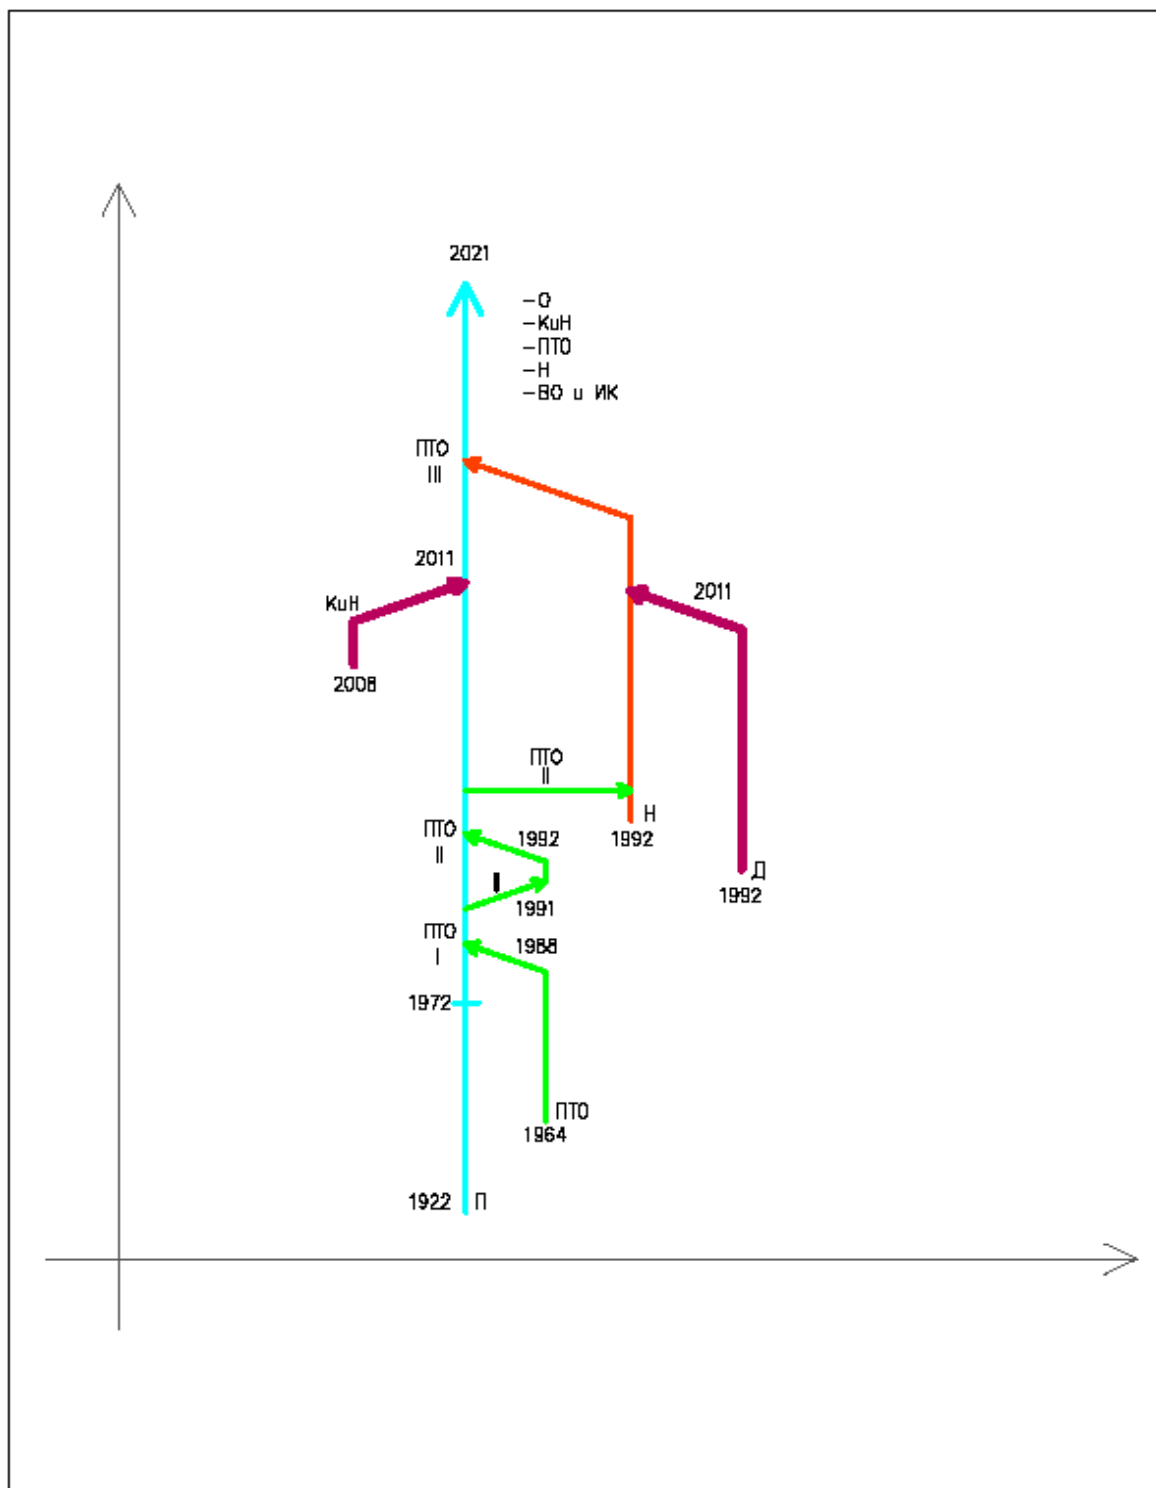 2021
–О
–КиН
–ПТО
–Н
–ВО и ИК
ПТО
III
2011
2011
КиН
2008
ПТО
II
Н
1992
ПТО
II
1992
Д
1992
I
1991
ПТО
I
1988
1972
ПТО
1964
1922 П